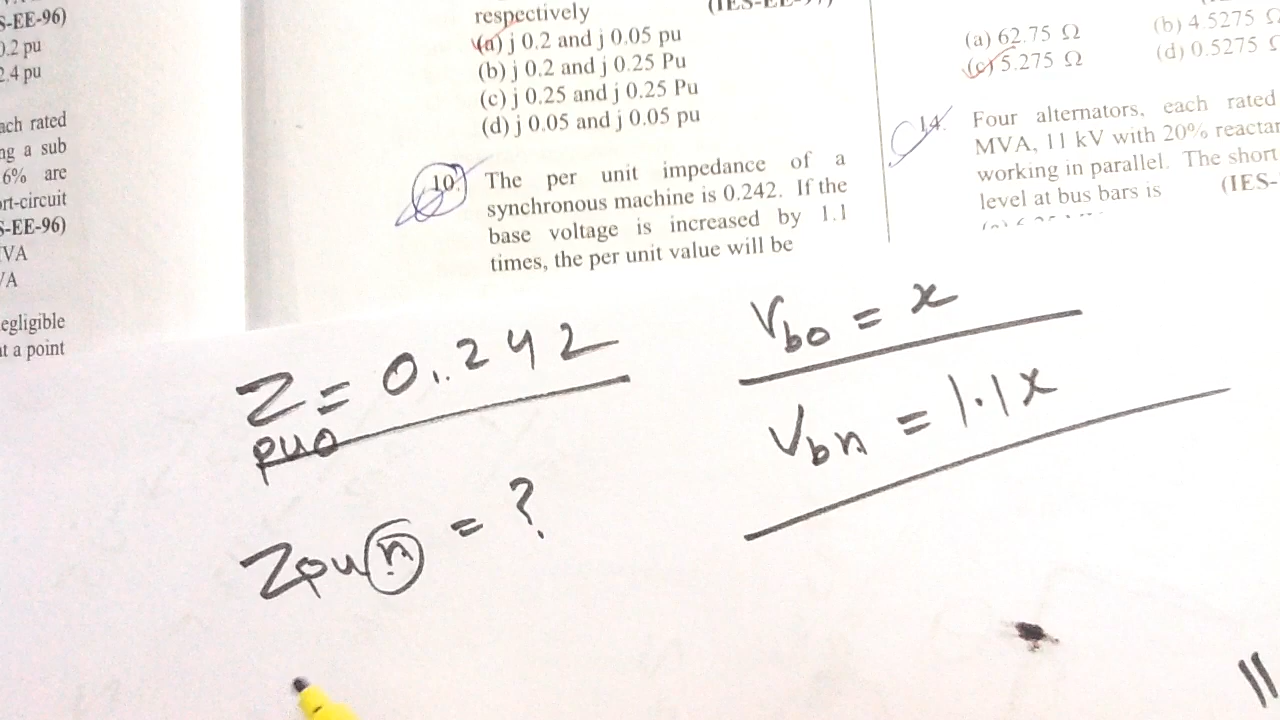 S-EE-96)
0.2 pu
2.4 pu
ach rated
ng a sub
6% are
ort-circuit
S-EE-96)
VA
/A
egligible
at a point
respectively
(a) j 0.2 and j 0.05 pu
(b) j 0.2 and j 0.25 Pu
(c) j 0.25 and j 0.25 Pu
(d) j 0.05 and j 0.05 pu
10. The per unit impedance of a
synchronous machine is 0.242. If the
base voltage is increased by 1.1
times, the per unit value will be
(a) 62.75 Ω
(b) 4.5275 Ω
(c) 5.275 Ω
(d) 0.5275
14. Four alternators, each rated
MVA, 11 kV with 20% reactan
working in parallel. The short
level at bus bars is (IES-
Zpuo = 0.242
Zpun = ?
Vbo = x
Vbn = 1.1x